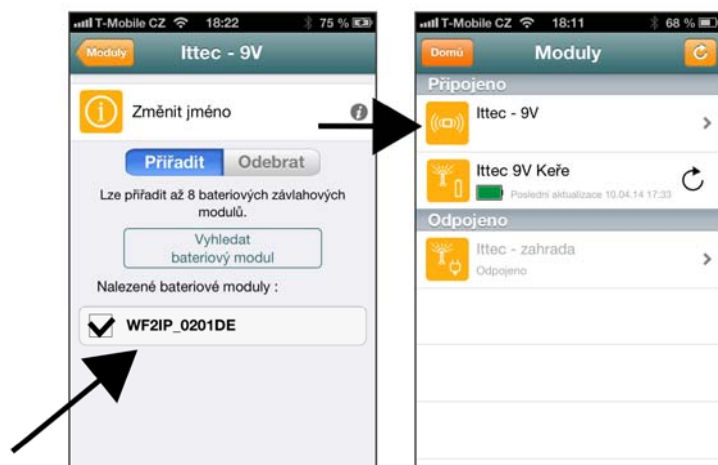 T-Mobile CZ 18:22 75 %
Moduly Ittec - 9V
Změnit jméno
Přiřadit Odebrat
Lze přiřadit až 8 bateriových závlahových
modulů.
Vyhledat
bateriový modul
Nalezené bateriové moduly :
WF2IP_0201DE
T-Mobile CZ 18:11 68 %
Domů Moduly
Připojeno
Ittec - 9V
Ittec 9V Keře
Poslední aktualizace 10.04.14 17:33
Odpojeno
Ittec - zahrada
Odpojeno